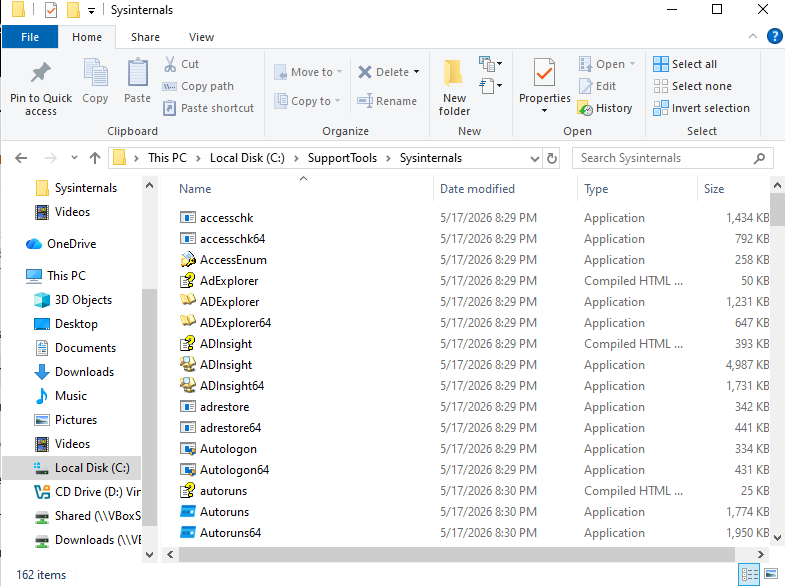 Sysinternals
File Home Share View
Pin to Quick access
Copy
Paste
Cut
Copy path
Paste shortcut
Clipboard
Move to
Copy to
Delete
Rename
Organize
New folder
New
Properties
Open
Edit
History
Open
Select all
Select none
Invert selection
Select
This PC > Local Disk (C:) > SupportTools > Sysinternals
Search Sysinternals
Sysinternals
Videos
OneDrive
This PC
3D Objects
Desktop
Documents
Downloads
Music
Pictures
Videos
Local Disk (C:)
CD Drive (D:) Vir
Shared (\\VBoxS
Downloads (\\VE
Name Date modified Type Size
accesschk 5/17/2026 8:29 PM Application 1,434 KB
accesschk64 5/17/2026 8:29 PM Application 792 KB
AccessEnum 5/17/2026 8:29 PM Application 258 KB
AdExplorer 5/17/2026 8:29 PM Compiled HTML ... 50 KB
ADExplorer 5/17/2026 8:29 PM Application 1,231 KB
ADExplorer64 5/17/2026 8:29 PM Application 647 KB
ADInsight 5/17/2026 8:29 PM Compiled HTML ... 393 KB
ADInsight 5/17/2026 8:29 PM Application 4,987 KB
ADInsight64 5/17/2026 8:29 PM Application 1,731 KB
adrestore 5/17/2026 8:29 PM Application 342 KB
adrestore64 5/17/2026 8:29 PM Application 441 KB
Autologon 5/17/2026 8:29 PM Application 334 KB
Autologon64 5/17/2026 8:29 PM Application 431 KB
autoruns 5/17/2026 8:30 PM Compiled HTML ... 25 KB
Autoruns 5/17/2026 8:30 PM Application 1,774 KB
Autoruns64 5/17/2026 8:30 PM Application 1,950 KB
162 items